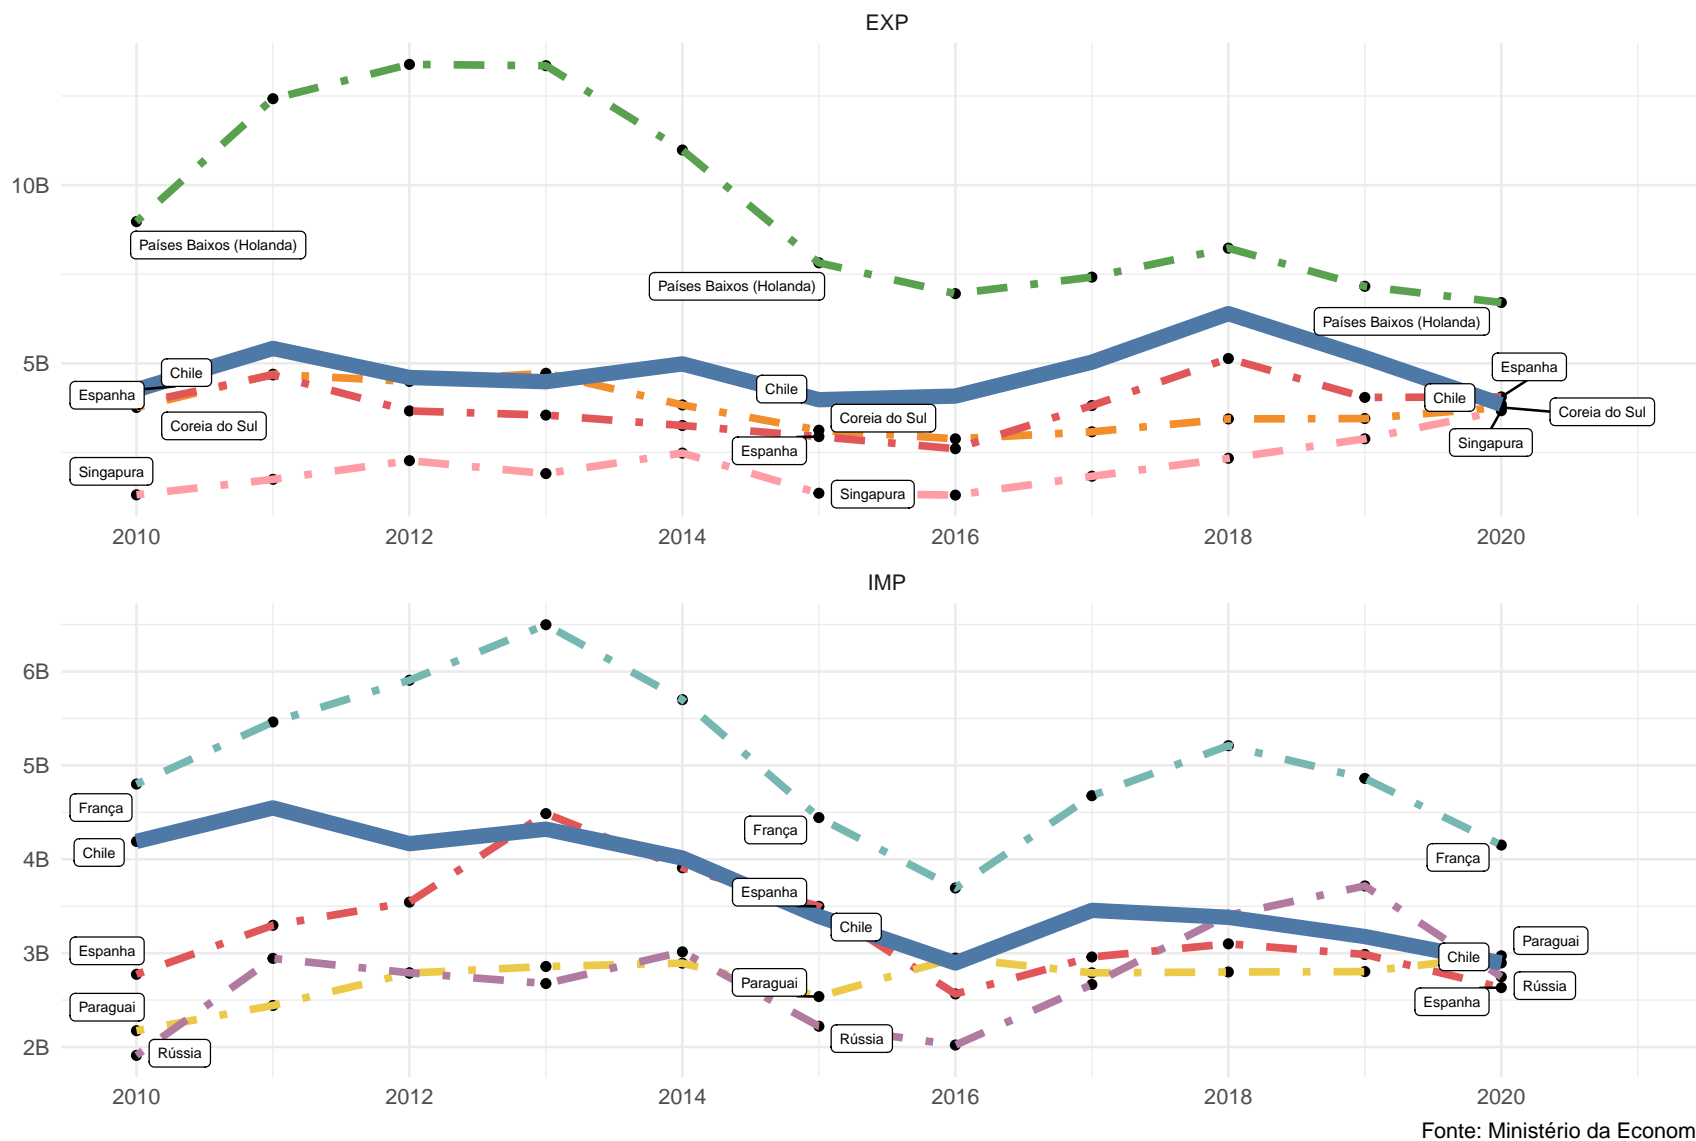 EXP
10B
5B
Países Baixos (Holanda)
Países Baixos (Holanda)
Países Baixos (Holanda)
Chile
Espanha
Coreia do Sul
Singapura
Chile
Coreia do Sul
Espanha
Singapura
Espanha
Chile
Coreia do Sul
Singapura
2010 2012 2014 2016 2018 2020
IMP
6B
5B
4B
3B
2B
França
Chile
Espanha
Paraguai
Rússia
França
Espanha
Chile
Paraguai
Rússia
França
Paraguai
Chile
Rússia
Espanha
2010 2012 2014 2016 2018 2020
Fonte: Ministério da Econom